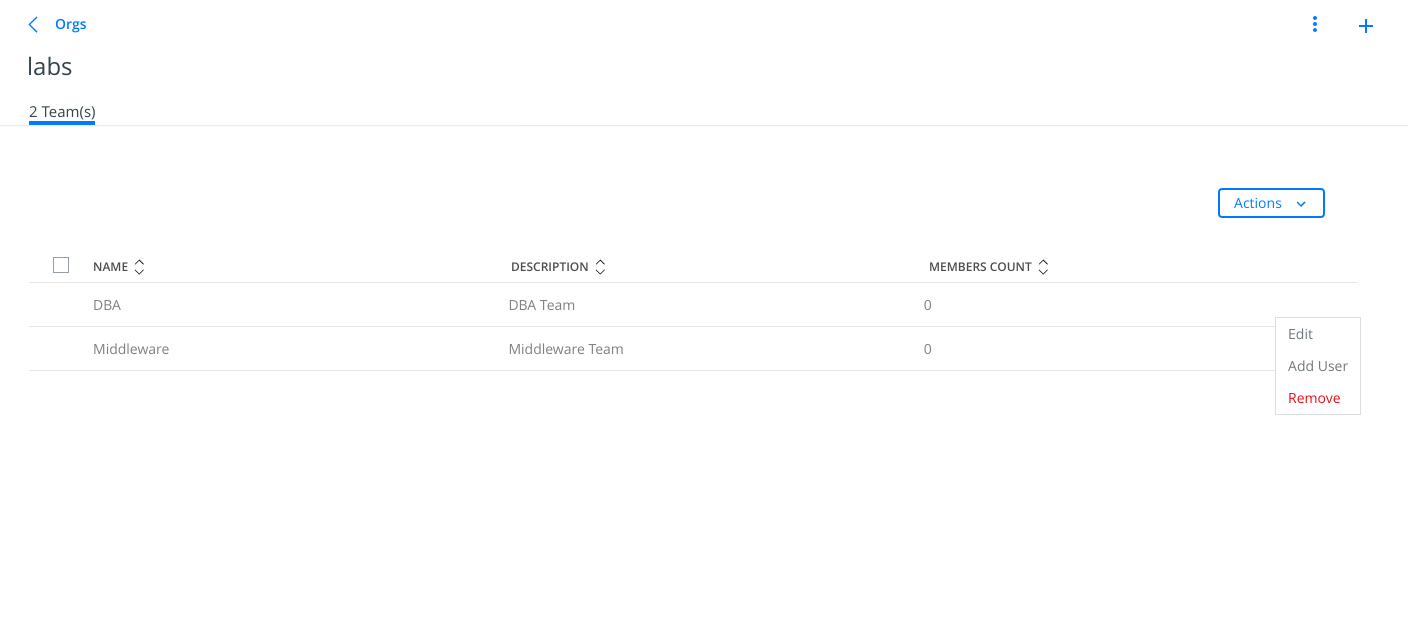 Orgs
labs
2 Team(s)
Actions
NAME DESCRIPTION MEMBERS COUNT
DBA DBA Team 0
Middleware Middleware Team 0
Edit
Add User
Remove